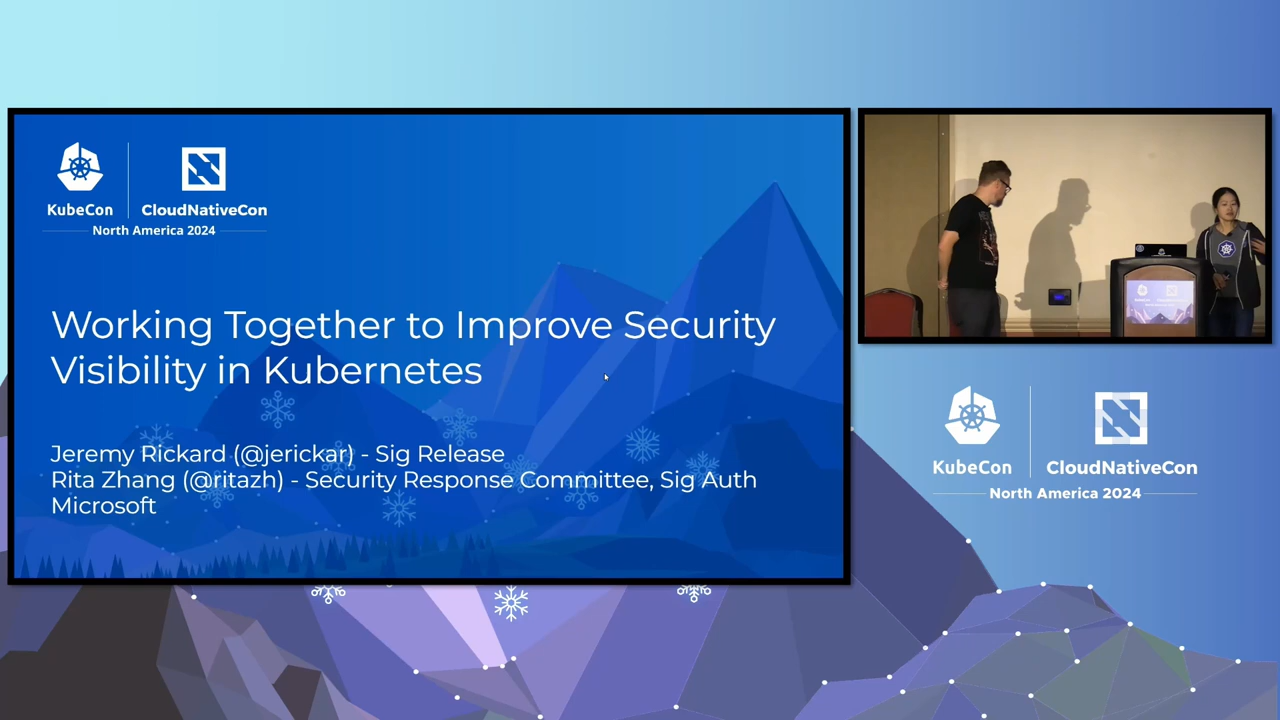 KubeCon
CloudNativeCon
North America 2024
Working Together to Improve Security
Visibility in Kubernetes
Jeremy Rickard (@jerickar) - Sig Release
Rita Zhang (@ritazh) - Security Response Committee, Sig Auth
Microsoft
KubeCon
CloudNativeCon
North America 2024